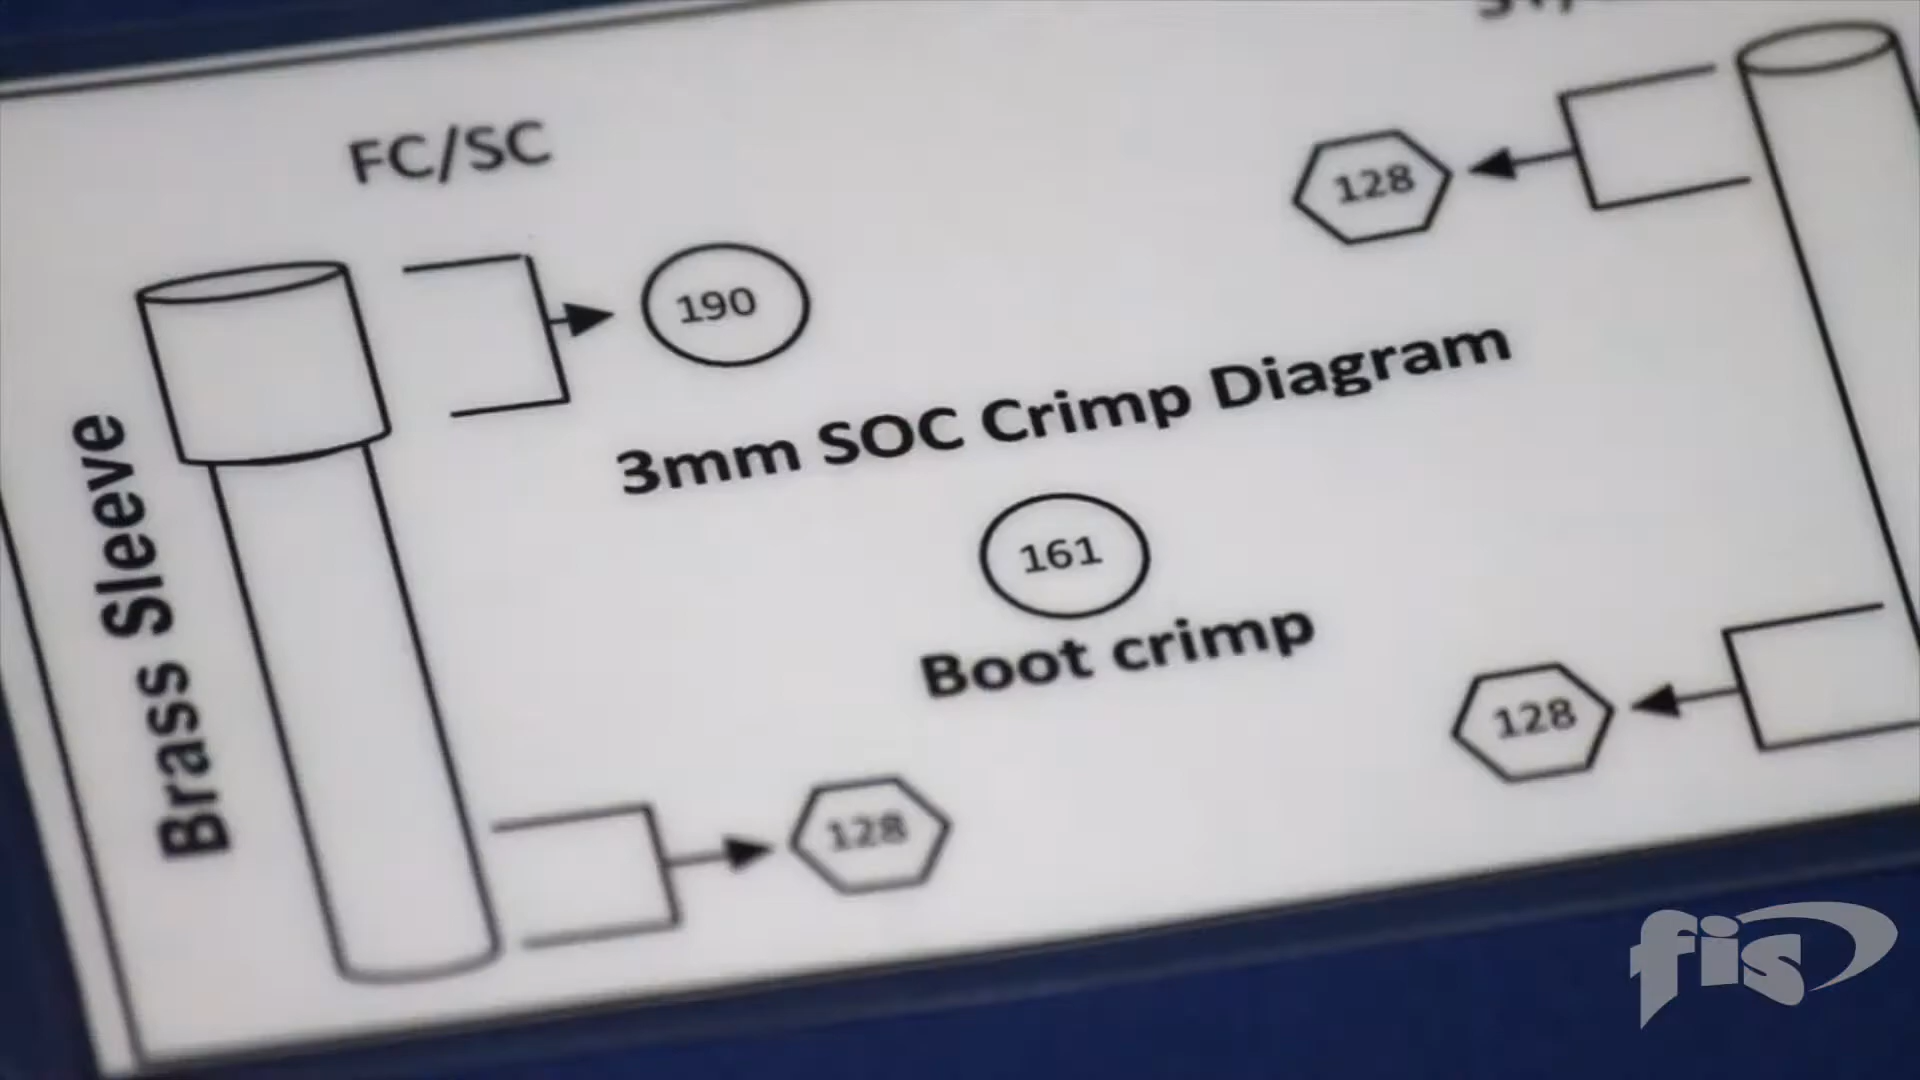 FC/SC
128
190
3mm SOC Crimp Diagram
161
Boot crimp
Brass Sleeve
128
128
fis